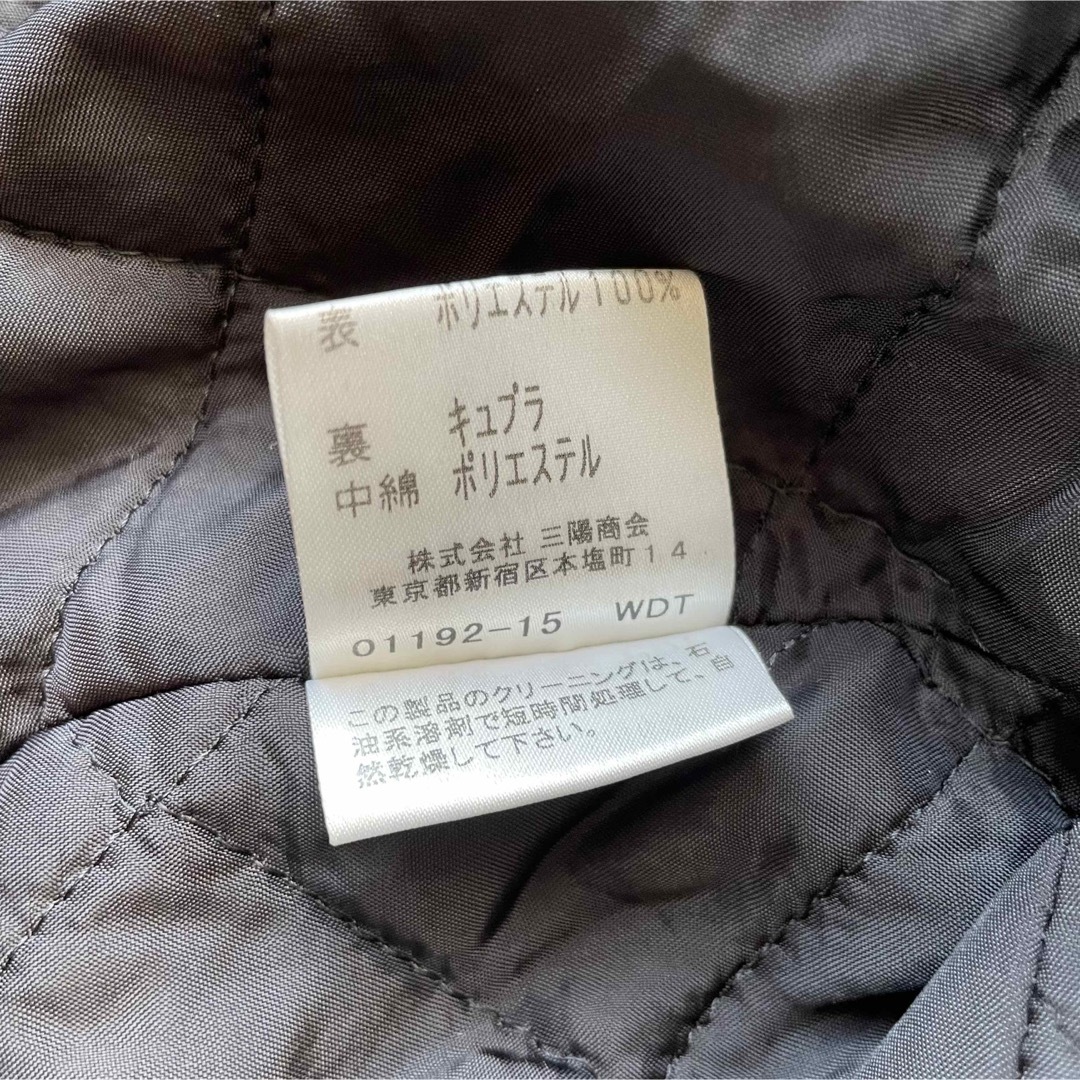 表 ポリエステル100%
裏 キュプラ
中綿 ポリエステル
株式会社 三陽商会
東京都新宿区本塩町14
01192-15 WDT
この製品のクリーニングは、石
油系溶剤で短時間処理して、自
然乾燥して下さい。